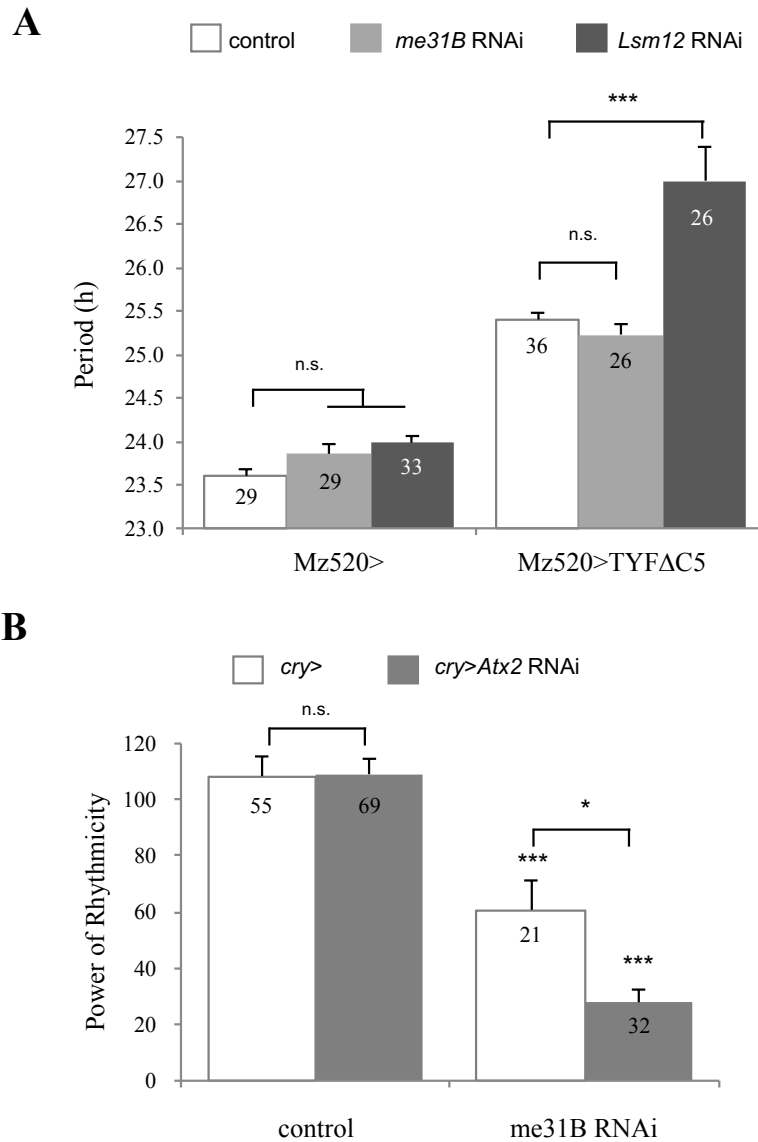 A
control me31B RNAi Lsm12 RNAi
***
27.5
27.0
26.5
26.0
25.5
25.0
24.5
24.0
23.5
23.0
Period (h)
n.s.
29
29
33
n.s.
36
26
26
Mz520> Mz520>TYFΔC5
B
cry> cry>Atx2 RNAi
n.s.
120
100
80
60
40
20
0
Power of Rhythmicity
55
69
*
***
21
***
32
control me31B RNAi